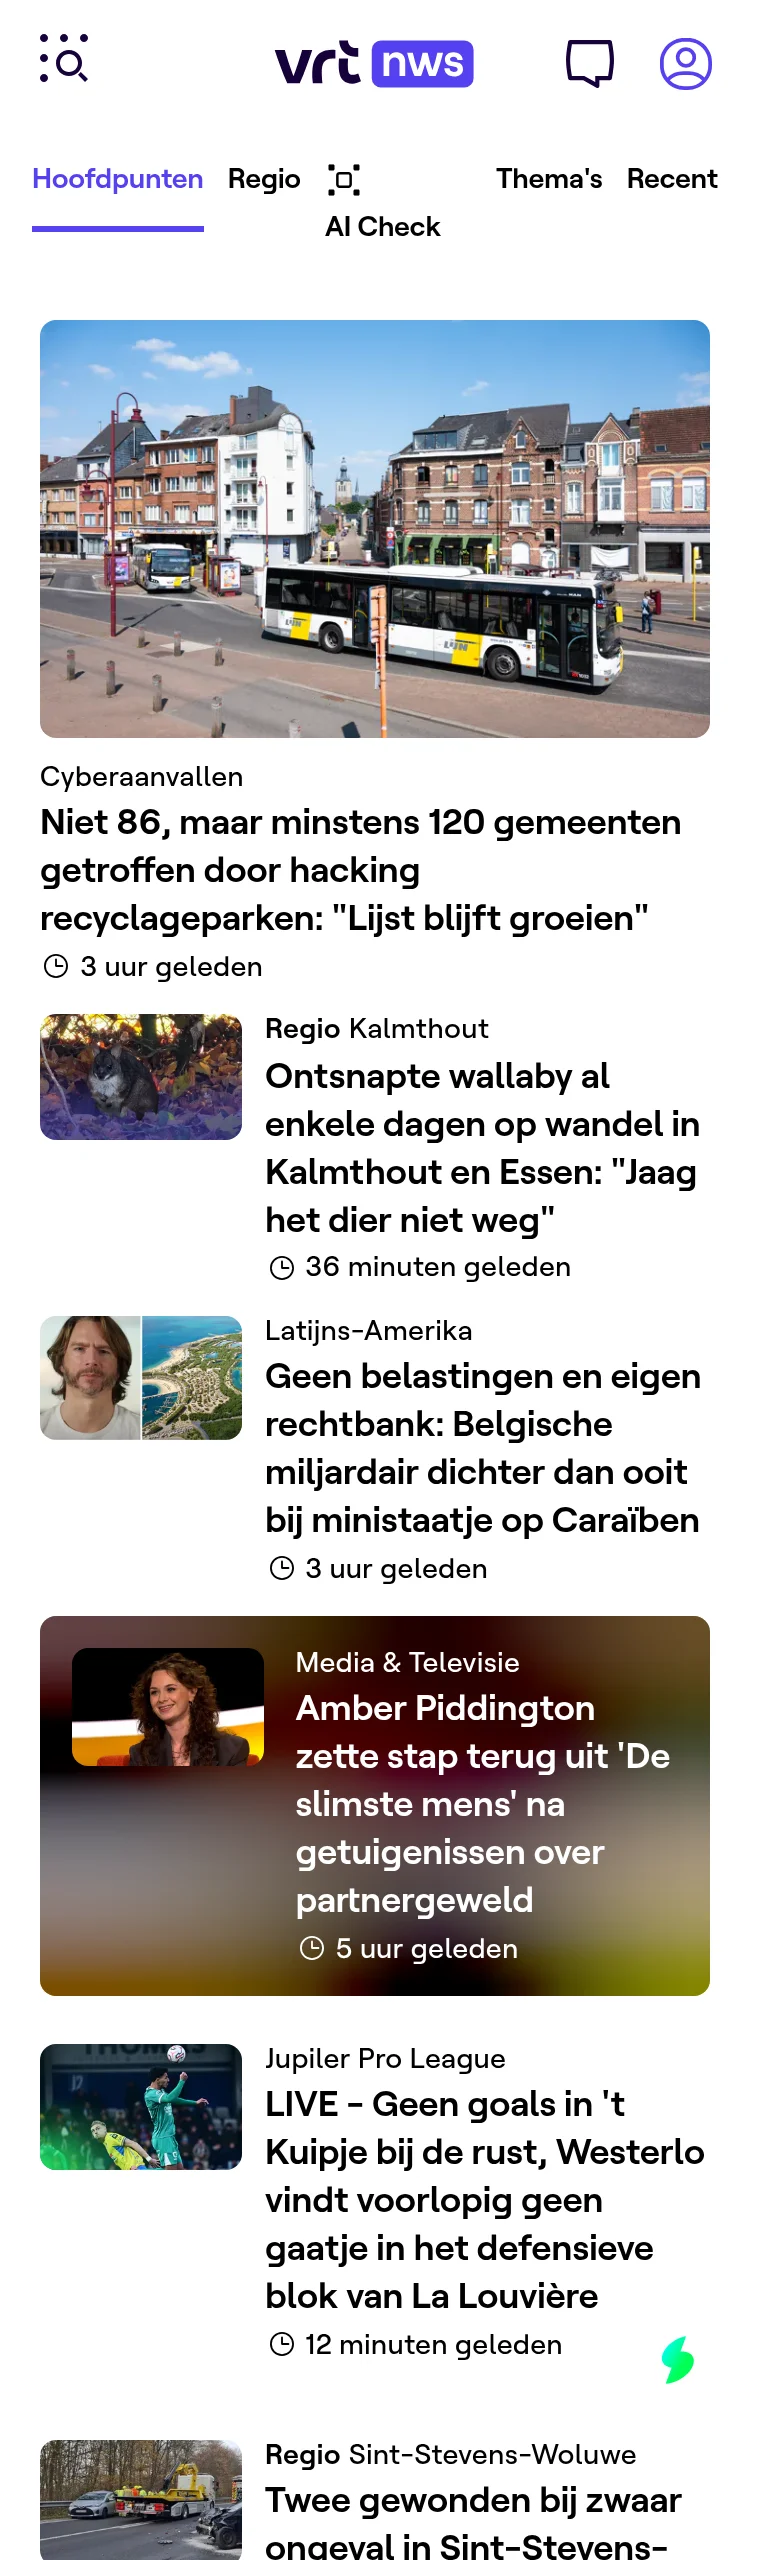 vrt nws
Hoofdpunten Regio AI Check Thema's Recent
Cyberaanvallen
Niet 86, maar minstens 120 gemeenten
getroffen door hacking
recyclageparken: "Lijst blijft groeien"
3 uur geleden
Regio Kalmthout
Ontsnapte wallaby al
enkele dagen op wandel in
Kalmthout en Essen: "Jaag
het dier niet weg"
36 minuten geleden
Latijns-Amerika
Geen belastingen en eigen
rechtbank: Belgische
miljardair dichter dan ooit
bij ministaatje op Caraïben
3 uur geleden
Media & Televisie
Amber Piddington
zette stap terug uit 'De
slimste mens' na
getuigenissen over
partnergeweld
5 uur geleden
Jupiler Pro League
LIVE - Geen goals in 't
Kuipje bij de rust, Westerlo
vindt voorlopig geen
gaatje in het defensieve
blok van La Louvière
12 minuten geleden
Regio Sint-Stevens-Woluwe
Twee gewonden bij zwaar
ongeval in Sint-Stevens-